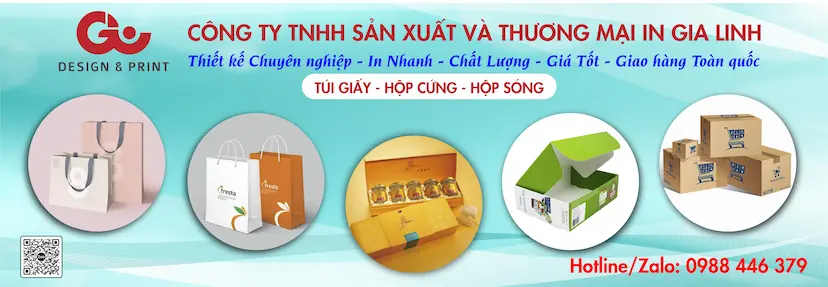 CÔNG TY TNHH SẢN XUẤT VÀ THƯƠNG MẠI IN GIA LINH
DESIGN & PRINT
Thiết kế Chuyên nghiệp - In Nhanh - Chất Lượng - Giá Tốt - Giao hàng Toàn quốc
TÚI GIẤY - HỘP CỨNG - HỘP SÓNG
fresta
fresta
Hotline/Zalo: 0988 446 379